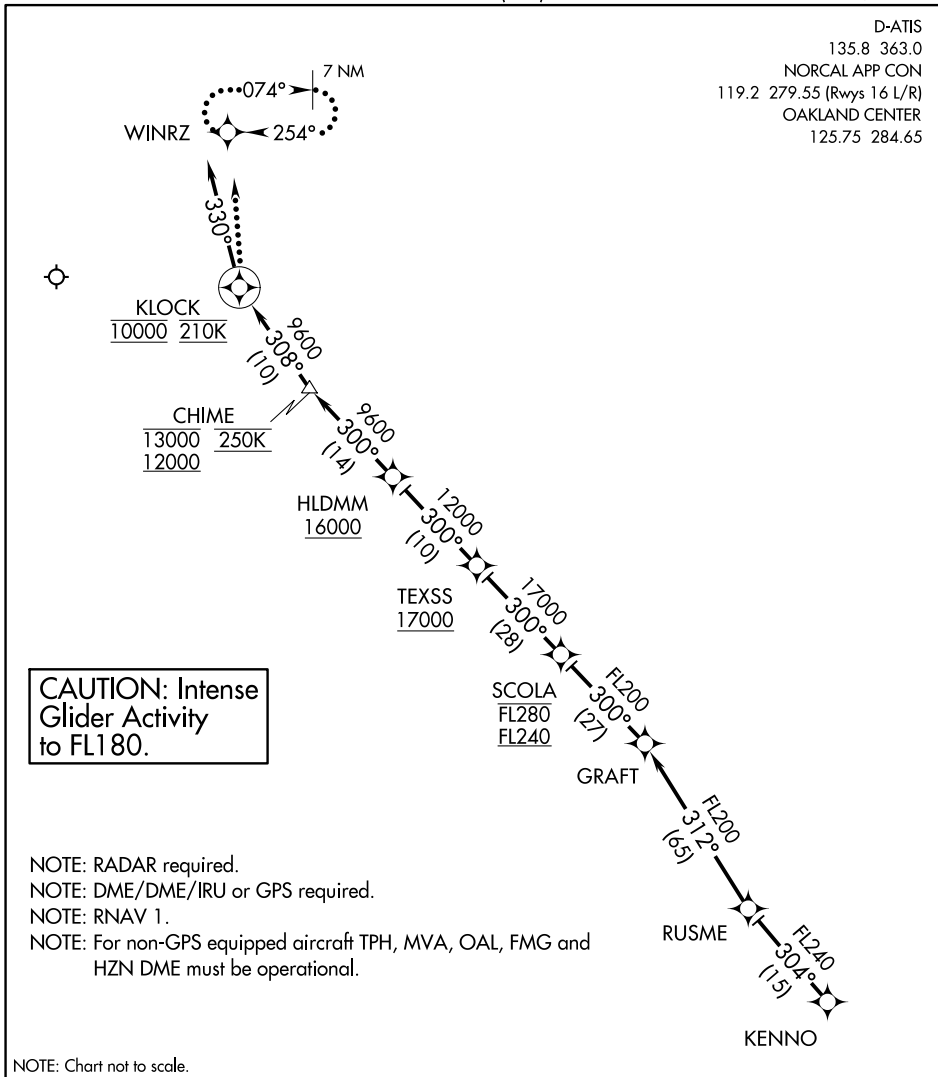 D-ATIS
135.8 363.0
NORCAL APP CON
119.2 279.55 (Rwys 16 L/R)
OAKLAND CENTER
125.75 284.65
7 NM
074°
WINRZ
254°
330°
KLOCK
10000 210K
9600
308°
(10)
CHIME
13000 250K
12000
9600
300°
(14)
HLDMM
16000
12000
300°
(10)
TEXSS
17000
17000
300°
(28)
SCOLA
FL280
FL240
FL200
300°
(27)
GRAFT
FL200
312°
(65)
RUSME
FL240
304°
(15)
KENNO
CAUTION: Intense
Glider Activity
to FL180.
NOTE: RADAR required.
NOTE: DME/DME/IRU or GPS required.
NOTE: RNAV 1.
NOTE: For non-GPS equipped aircraft TPH, MVA, OAL, FMG and
HZN DME must be operational.
NOTE: Chart not to scale.